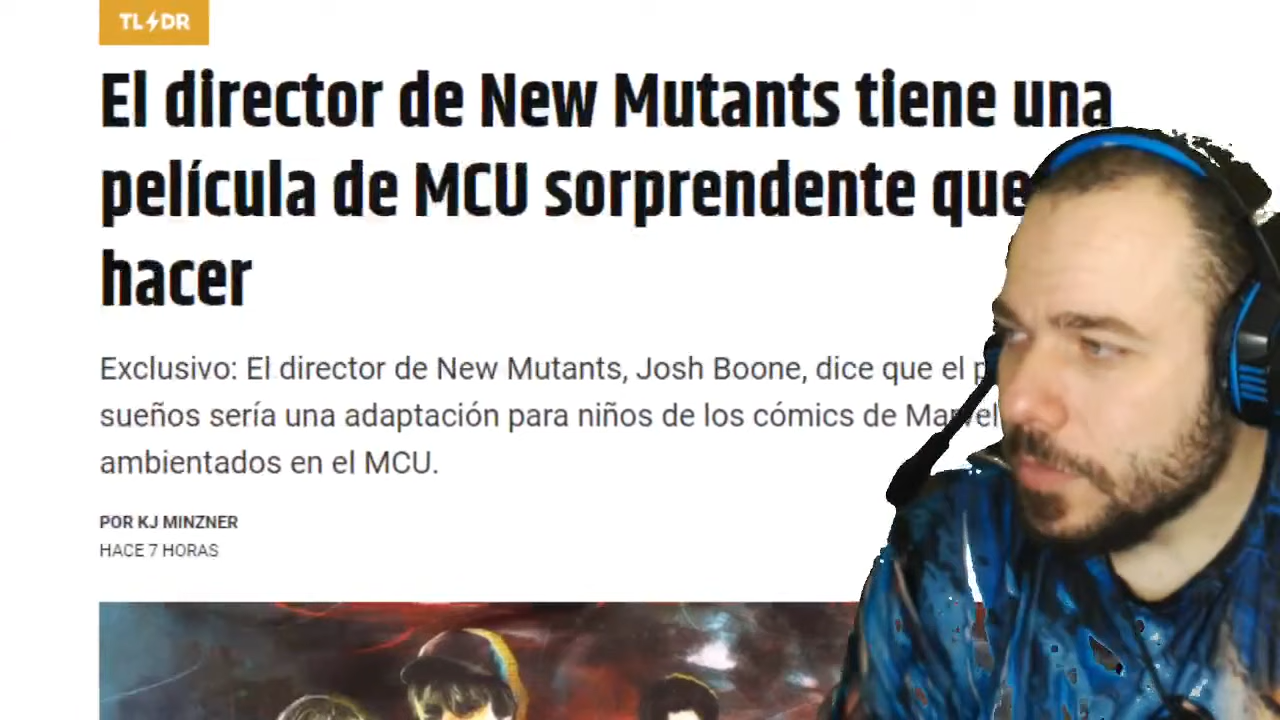 TL DR
El director de New Mutants tiene una
película de MCU sorprendente que
hacer
Exclusivo: El director de New Mutants, Josh Boone, dice que el
sueños sería una adaptación para niños de los cómics de Marvel
ambientados en el MCU.
POR KJ MINZNER
HACE 7 HORAS